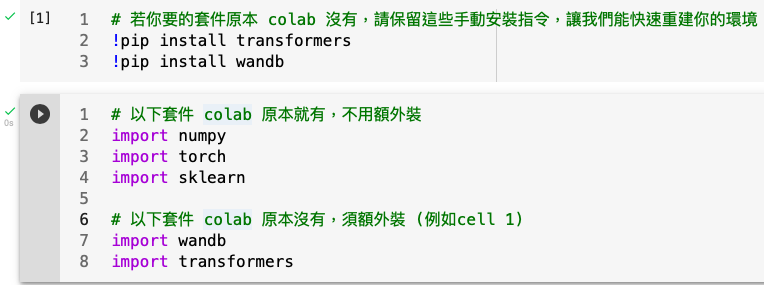 [1]
1 # 若你要的套件原本 colab 沒有，請保留這些手動安裝指令，讓我們能快速重建你的環境
2 !pip install transformers
3 !pip install wandb
0s
1 # 以下套件 colab 原本就有，不用額外裝
2 import numpy
3 import torch
4 import sklearn
5
6 # 以下套件 colab 原本沒有，須額外裝 (例如cell 1)
7 import wandb
8 import transformers